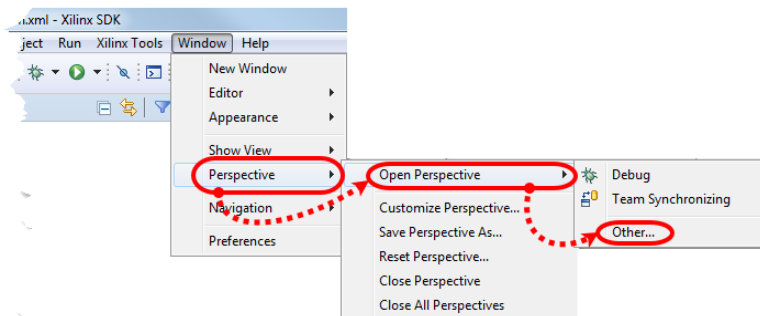 .xml - Xilinx SDK
ject Run Xilinx Tools Window Help
New Window
Editor
Appearance
Show View
Perspective
Navigation
Preferences
Open Perspective
Customize Perspective...
Save Perspective As...
Reset Perspective...
Close Perspective
Close All Perspectives
Debug
Team Synchronizing
Other...